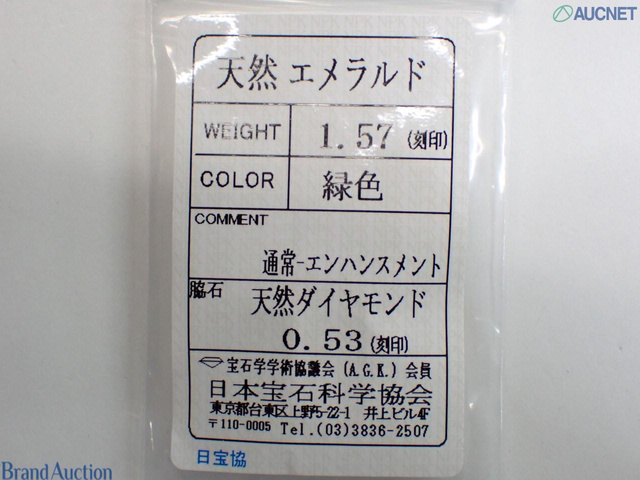 AUCNET
天然 エメラルド
WEIGHT 1.57 (刻印)
COLOR 緑色
COMMENT
通常-エンハンスメント
脇石 天然ダイヤモンド
0.53 (刻印)
宝石学学術協議会 (A.G.K.) 会員
日本宝石科学協会
東京都台東区上野5-22-1 井上ビル4F
〒110-0005 Tel.(03)3836-2507
日宝協
Brand Auction